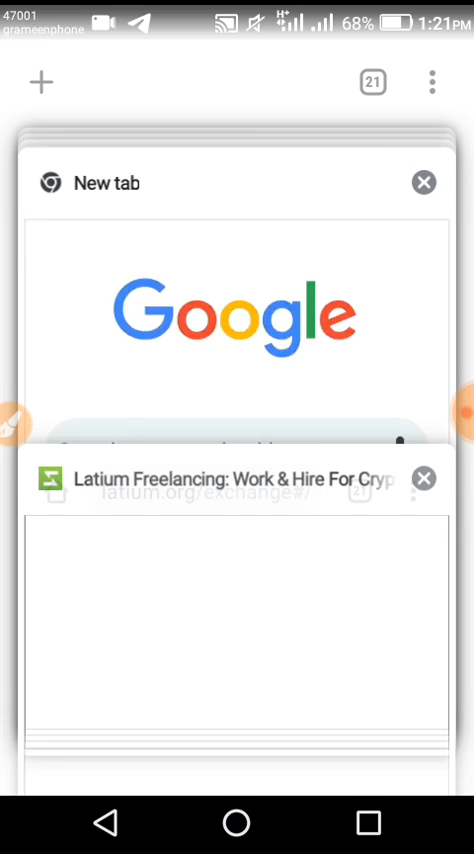 47001
grameenphone
H+
68%
1:21PM
21
New tab
Google
Latium Freelancing: Work & Hire For Cryp
latium.org/exchange#/
21